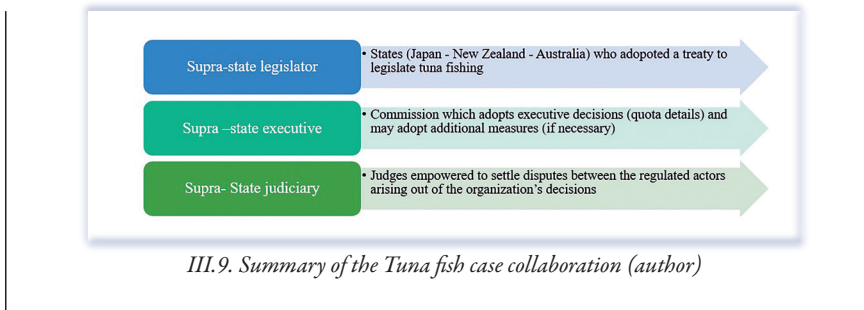 Supra-state legislator
• States (Japan - New Zealand - Australia) who adopoted a treaty to
legislate tuna fishing
Supra –state executive
• Commission which adopts executive decisions (quota details) and
may adopt additional measures (if necessary)
Supra- State judiciary
• Judges empowered to settle disputes between the regulated actors
arising out of the organization’s decisions
III.9. Summary of the Tuna fish case collaboration (author)